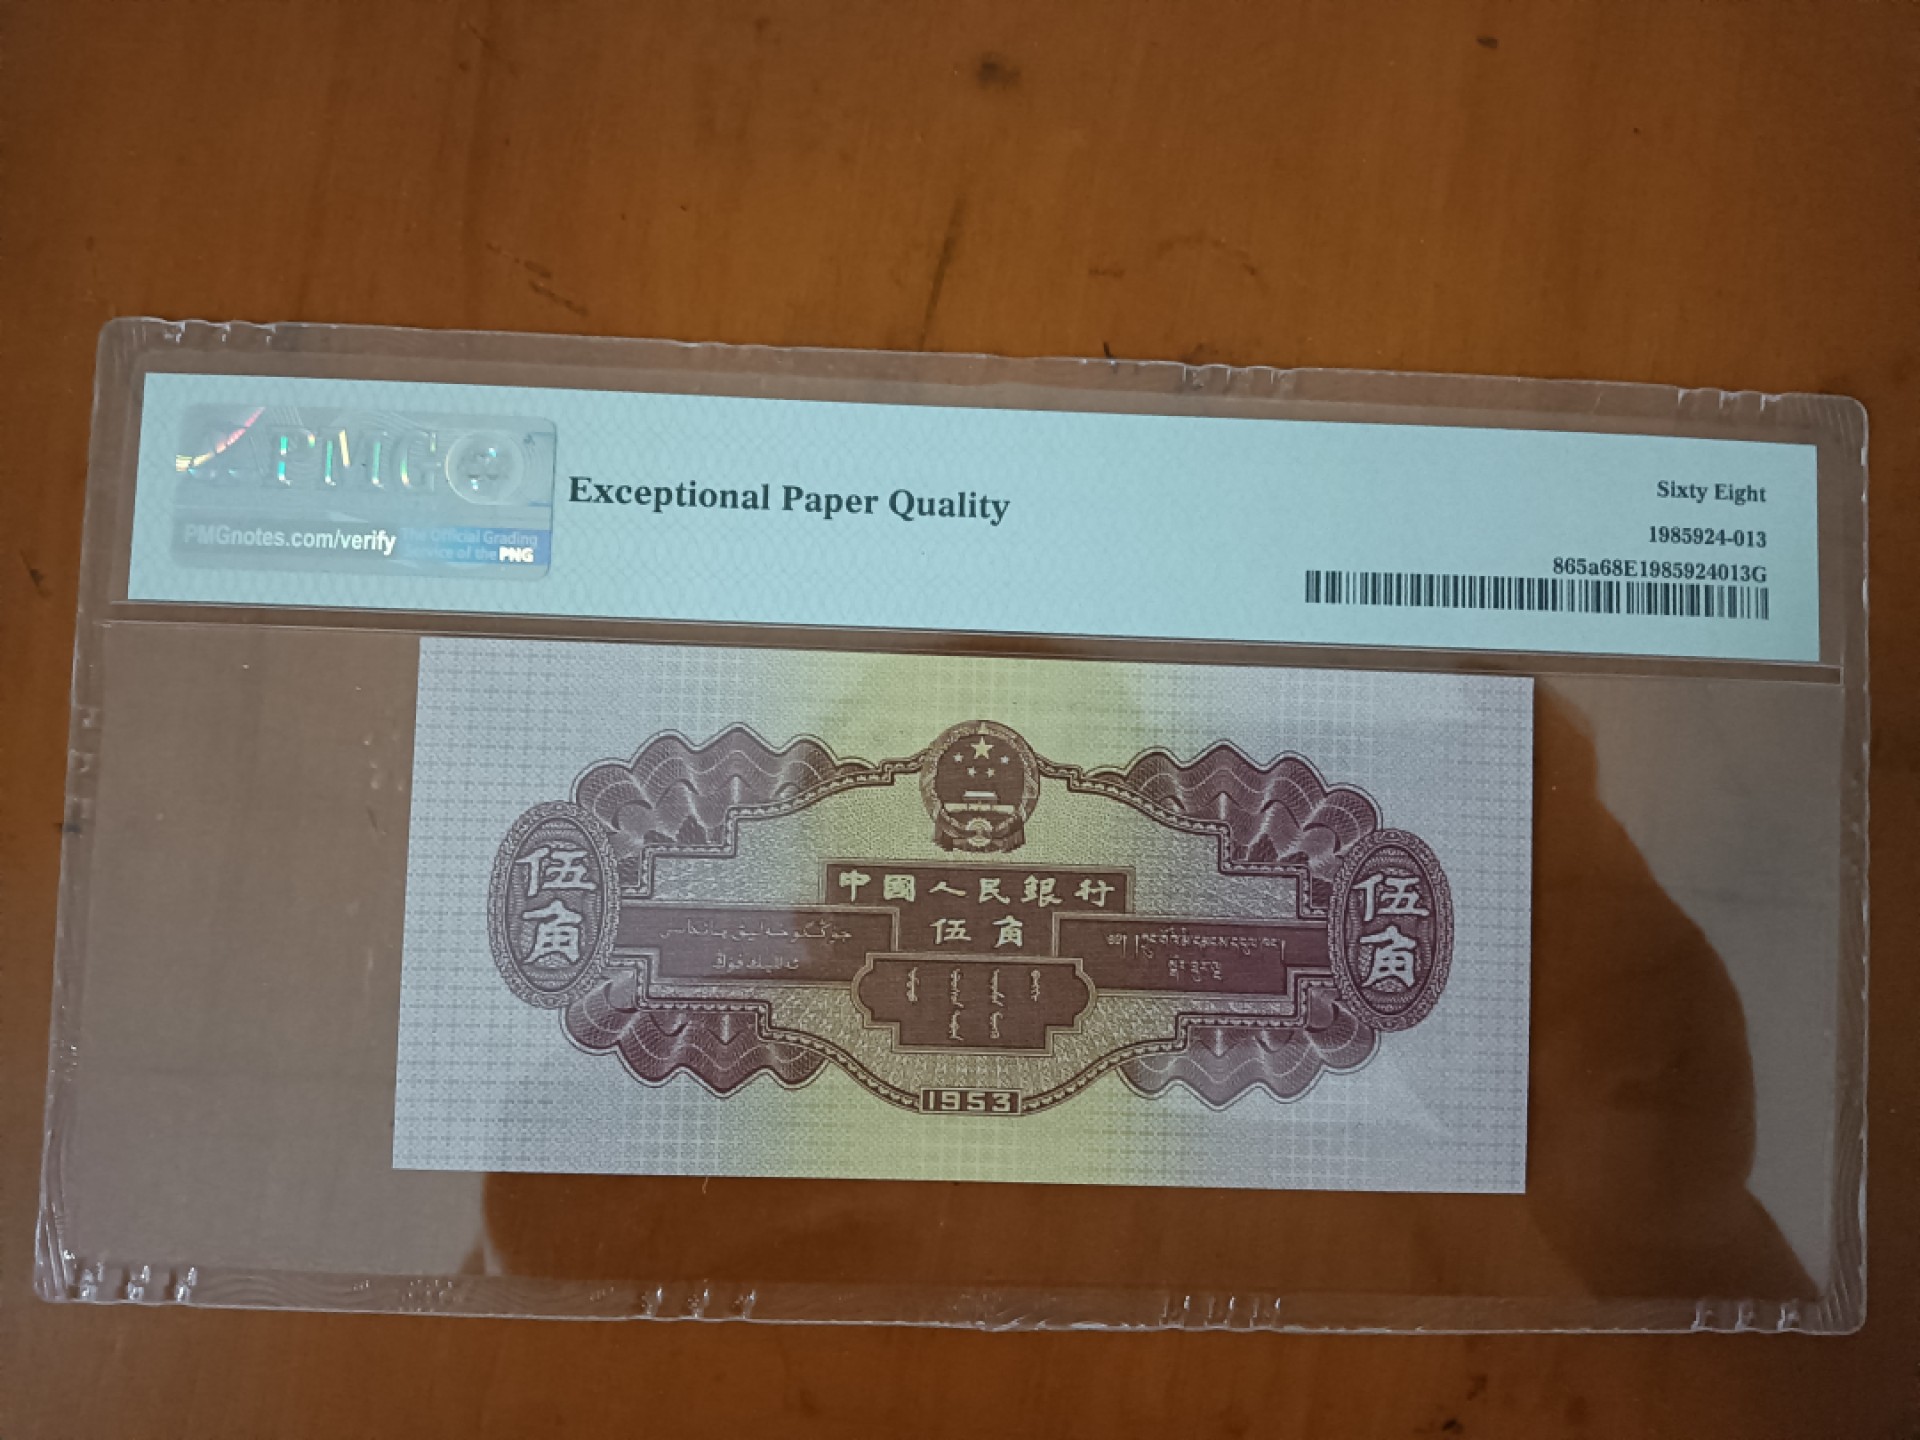 PMG
PMGnotes.com/verify
The Official Grading
Service of the PNG
Exceptional Paper Quality
Sixty Eight
1985924-013
865a68E1985924013G
中國人民銀行
伍角
伍角
伍角
1953